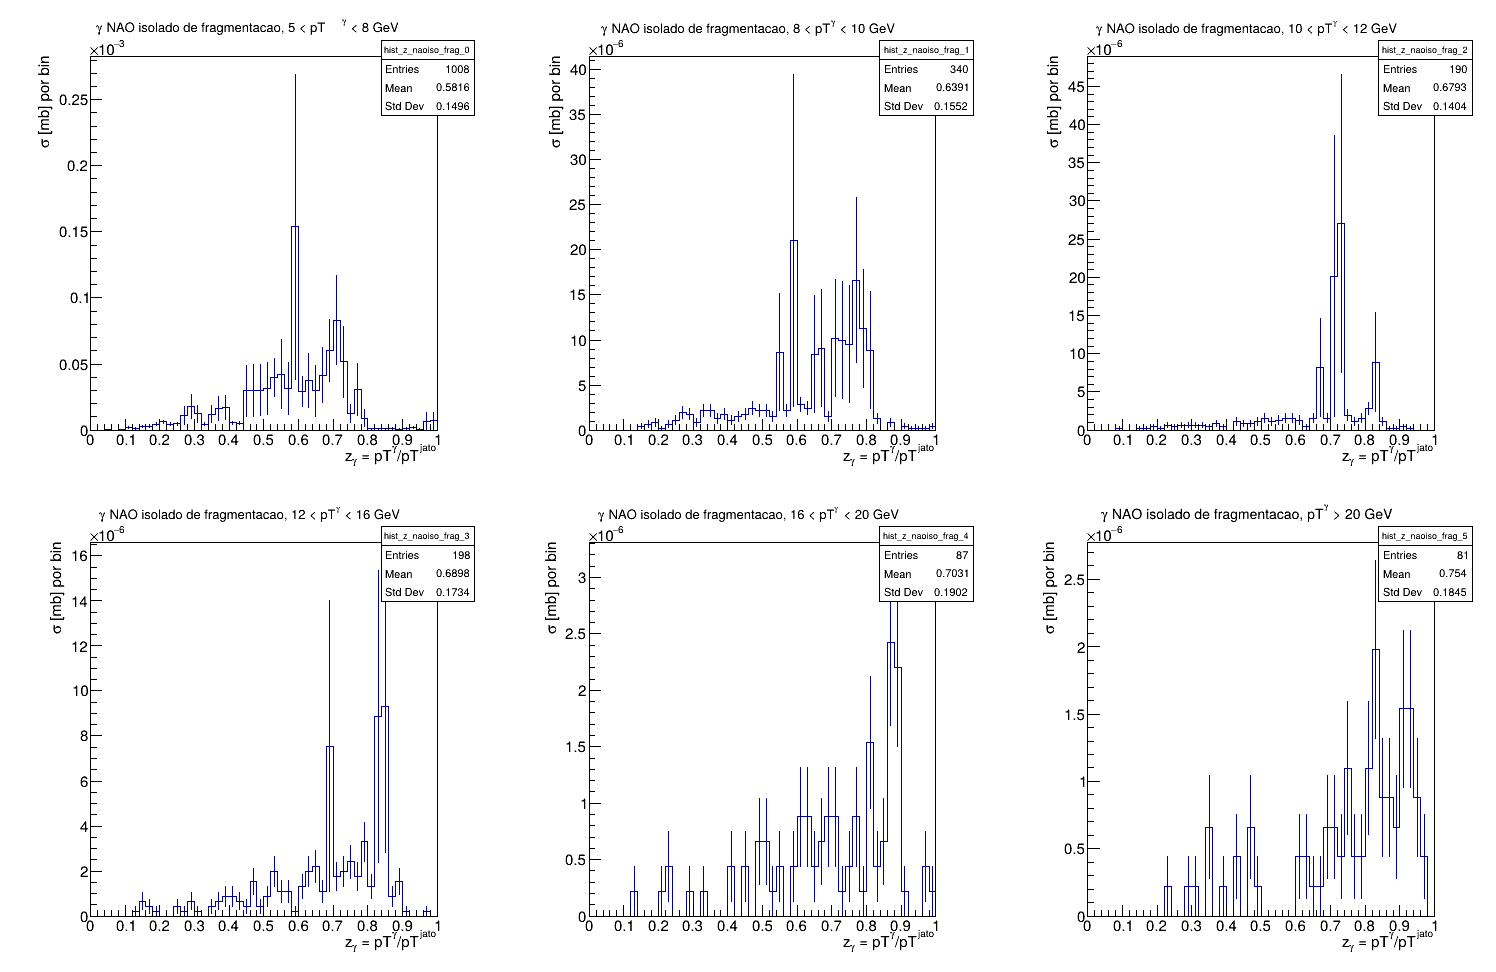 γ NAO isolado de fragmentacao, 5 < pT^γ < 8 GeV
×10⁻³
hist_z_naoiso_frag_0
Entries 1008
Mean 0.5816
Std Dev 0.1496
σ [mb] por bin
0.25
0.2
0.15
0.1
0.05
0
0 0.1 0.2 0.3 0.4 0.5 0.6 0.7 0.8 0.9 1
z_γ = pT^γ/pT^jato
γ NAO isolado de fragmentacao, 8 < pT^γ < 10 GeV
×10⁻⁶
hist_z_naoiso_frag_1
Entries 340
Mean 0.6391
Std Dev 0.1552
σ [mb] por bin
40
35
30
25
20
15
10
5
0
0 0.1 0.2 0.3 0.4 0.5 0.6 0.7 0.8 0.9 1
z_γ = pT^γ/pT^jato
γ NAO isolado de fragmentacao, 10 < pT^γ < 12 GeV
×10⁻⁶
hist_z_naoiso_frag_2
Entries 190
Mean 0.6793
Std Dev 0.1404
σ [mb] por bin
45
40
35
30
25
20
15
10
5
0
0 0.1 0.2 0.3 0.4 0.5 0.6 0.7 0.8 0.9 1
z_γ = pT^γ/pT^jato
γ NAO isolado de fragmentacao, 12 < pT^γ < 16 GeV
×10⁻⁶
hist_z_naoiso_frag_3
Entries 198
Mean 0.6898
Std Dev 0.1734
σ [mb] por bin
16
14
12
10
8
6
4
2
0
0 0.1 0.2 0.3 0.4 0.5 0.6 0.7 0.8 0.9 1
z_γ = pT^γ/pT^jato
γ NAO isolado de fragmentacao, 16 < pT^γ < 20 GeV
×10⁻⁶
hist_z_naoiso_frag_4
Entries 87
Mean 0.7031
Std Dev 0.1902
σ [mb] por bin
3
2.5
2
1.5
1
0.5
0
0 0.1 0.2 0.3 0.4 0.5 0.6 0.7 0.8 0.9 1
z_γ = pT^γ/pT^jato
γ NAO isolado de fragmentacao, pT^γ > 20 GeV
×10⁻⁶
hist_z_naoiso_frag_5
Entries 81
Mean 0.754
Std Dev 0.1845
σ [mb] por bin
2.5
2
1.5
1
0.5
0
0 0.1 0.2 0.3 0.4 0.5 0.6 0.7 0.8 0.9 1
z_γ = pT^γ/pT^jato